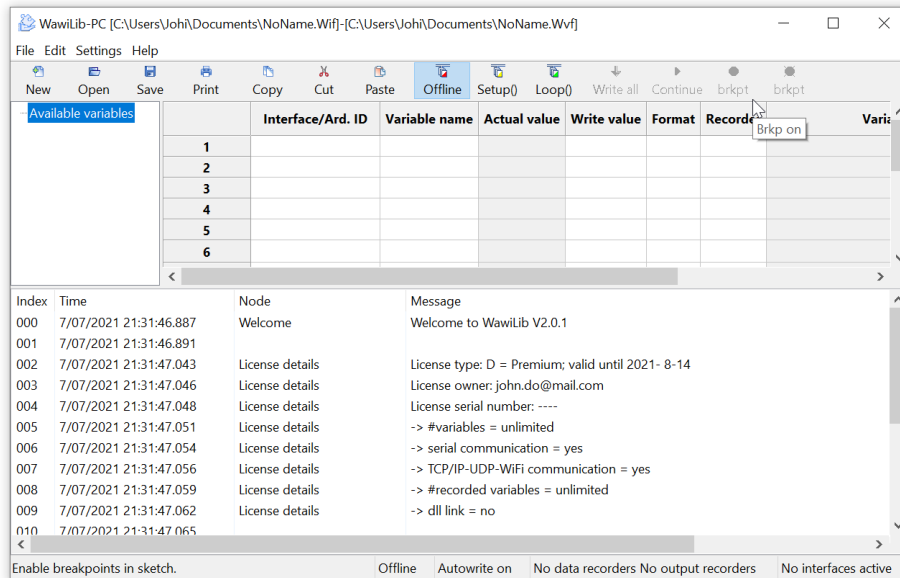 WawiLib-PC [C:\Users\Johi\Documents\NoName.Wif]-[C:\Users\Johi\Documents\NoName.Wvf]
File Edit Settings Help
New Open Save Print Copy Cut Paste Offline Setup() Loop() Write all Continue brkpt brkpt
Available variables
Interface/Ard. ID Variable name Actual value Write value Format Recorde Varia
Brkp on
1
2
3
4
5
6
Index Time Node Message
000 7/07/2021 21:31:46.887 Welcome Welcome to WawiLib V2.0.1
001 7/07/2021 21:31:46.891
002 7/07/2021 21:31:47.043 License details License type: D = Premium; valid until 2021- 8-14
003 7/07/2021 21:31:47.046 License details License owner: john.do@mail.com
004 7/07/2021 21:31:47.048 License details License serial number: ----
005 7/07/2021 21:31:47.051 License details -> #variables = unlimited
006 7/07/2021 21:31:47.054 License details -> serial communication = yes
007 7/07/2021 21:31:47.056 License details -> TCP/IP-UDP-WiFi communication = yes
008 7/07/2021 21:31:47.059 License details -> #recorded variables = unlimited
009 7/07/2021 21:31:47.062 License details -> dll link = no
010 7/07/2021 21:31:47.065
Enable breakpoints in sketch. Offline Autowrite on No data recorders No output recorders No interfaces active